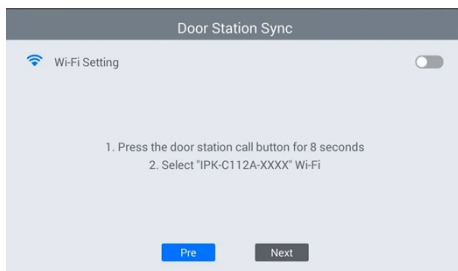 Door Station Sync
Wi-Fi Setting
1. Press the door station call button for 8 seconds
2. Select "IPK-C112A-XXXX" Wi-Fi
Pre Next